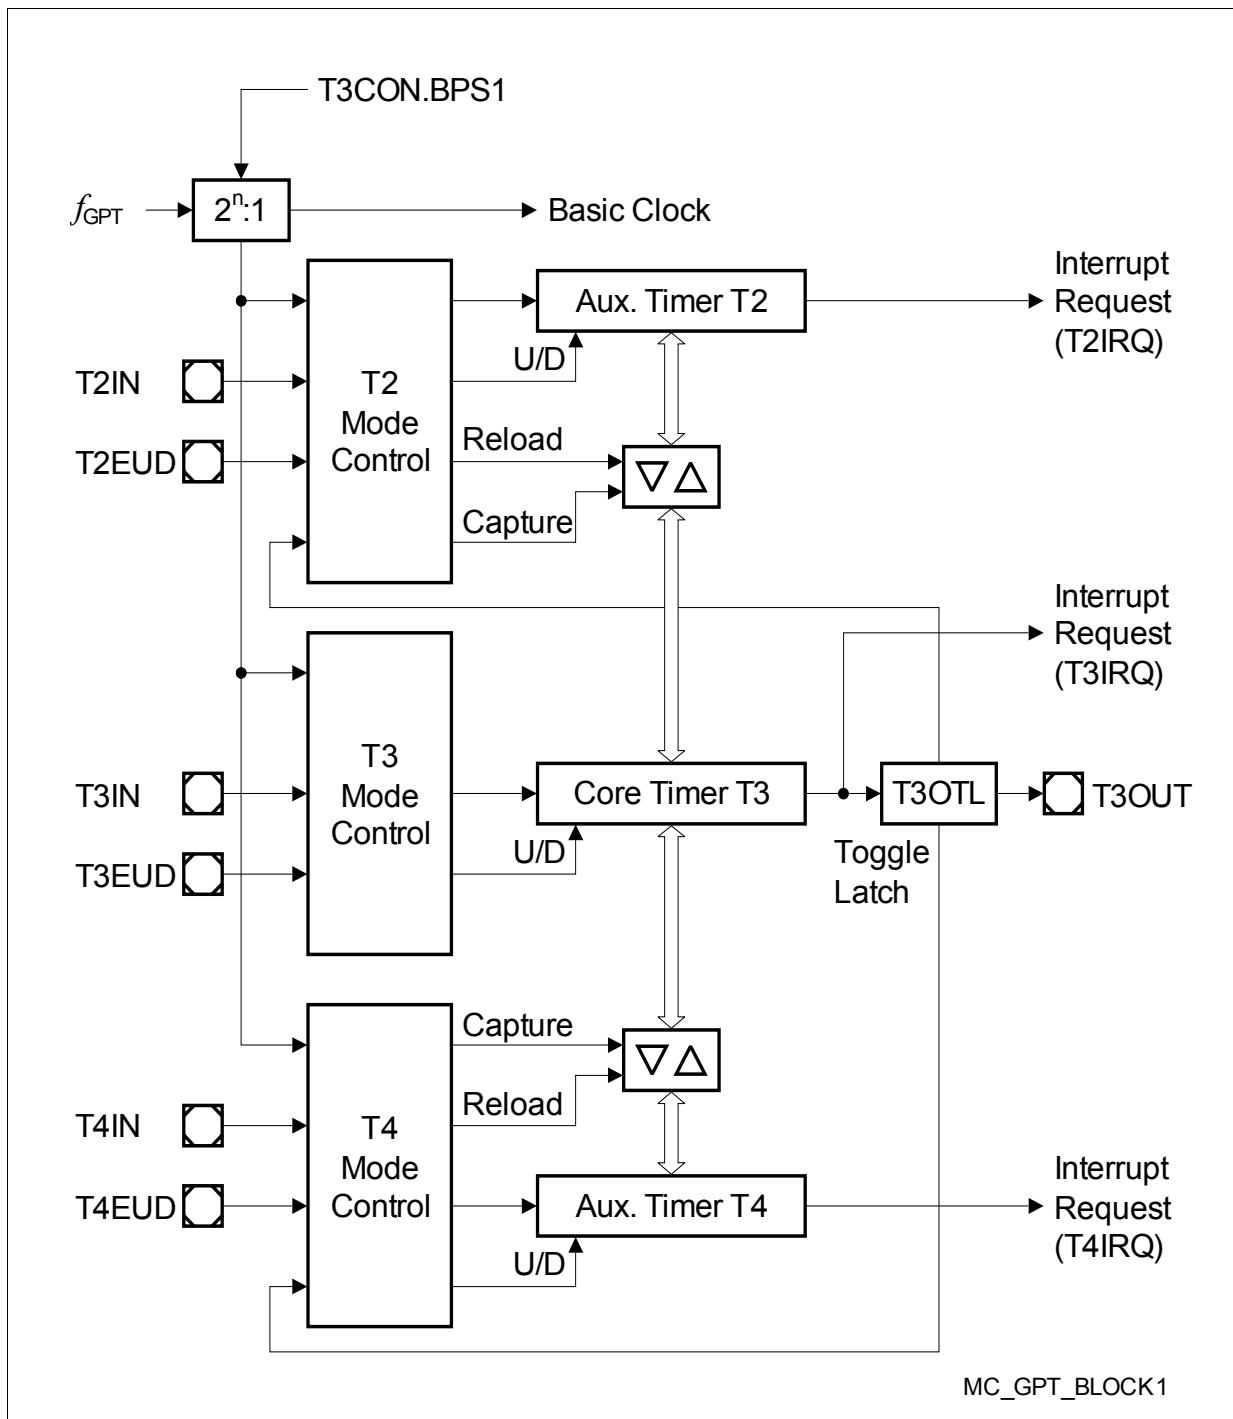 T3CON.BPS1
fGPT
2n:1
Basic Clock
Interrupt
Request
(T2IRQ)
Aux. Timer T2
U/D
T2IN
T2
Mode
Control
T2EUD
Reload
Capture
Interrupt
Request
(T3IRQ)
T3
Mode
Control
T3IN
Core Timer T3
T3OTL
T3OUT
U/D
Toggle
Latch
T3EUD
Capture
Reload
T4IN
T4
Mode
Control
T4EUD
Aux. Timer T4
U/D
Interrupt
Request
(T4IRQ)
MC_GPT_BLOCK1